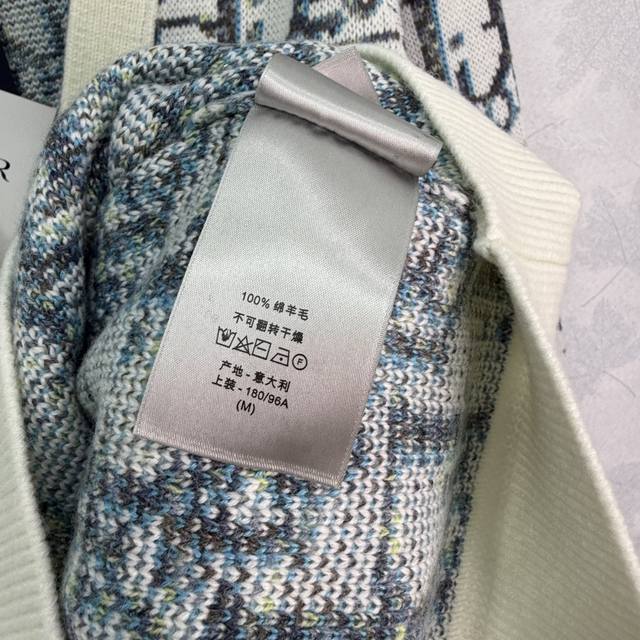 R
100% 绵羊毛
不可翻转干燥
产地 - 意大利
上装 - 180/96A
(M)